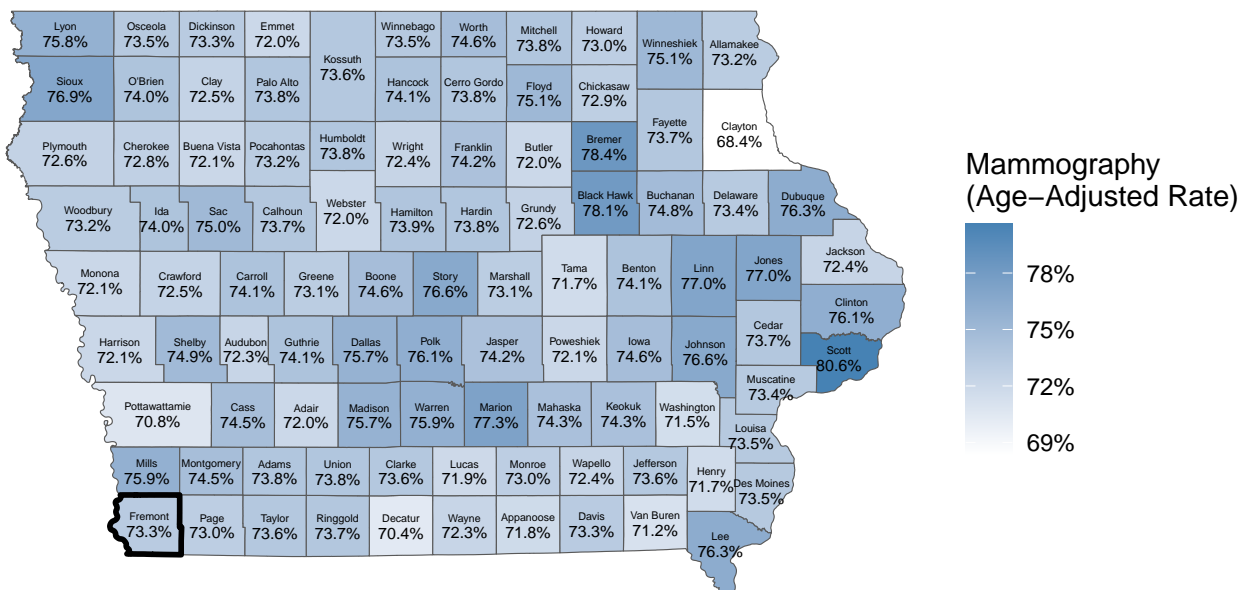 Lyon
75.8%
Osceola
73.5%
Dickinson
73.3%
Emmet
72.0%
Kossuth
73.6%
Winnebago
73.5%
Worth
74.6%
Mitchell
73.8%
Howard
73.0%
Winneshiek
75.1%
Allamakee
73.2%
Sioux
76.9%
O'Brien
74.0%
Clay
72.5%
Palo Alto
73.8%
Hancock
74.1%
Cerro Gordo
73.8%
Floyd
75.1%
Chickasaw
72.9%
Fayette
73.7%
Clayton
68.4%
Plymouth
72.6%
Cherokee
72.8%
Buena Vista
72.1%
Pocahontas
73.2%
Humboldt
73.8%
Wright
72.4%
Franklin
74.2%
Butler
72.0%
Bremer
78.4%
Woodbury
73.2%
Ida
74.0%
Sac
75.0%
Calhoun
73.7%
Webster
72.0%
Hamilton
73.9%
Hardin
73.8%
Grundy
72.6%
Black Hawk
78.1%
Buchanan
74.8%
Delaware
73.4%
Dubuque
76.3%
Monona
72.1%
Crawford
72.5%
Carroll
74.1%
Greene
73.1%
Boone
74.6%
Story
76.6%
Marshall
73.1%
Tama
71.7%
Benton
74.1%
Linn
77.0%
Jones
77.0%
Jackson
72.4%
Clinton
76.1%
Harrison
72.1%
Shelby
74.9%
Audubon
72.3%
Guthrie
74.1%
Dallas
75.7%
Polk
76.1%
Jasper
74.2%
Poweshiek
72.1%
Iowa
74.6%
Johnson
76.6%
Cedar
73.7%
Scott
80.6%
Muscatine
73.4%
Pottawattamie
70.8%
Cass
74.5%
Adair
72.0%
Madison
75.7%
Warren
75.9%
Marion
77.3%
Mahaska
74.3%
Keokuk
74.3%
Washington
71.5%
Louisa
73.5%
Mills
75.9%
Montgomery
74.5%
Adams
73.8%
Union
73.8%
Clarke
73.6%
Lucas
71.9%
Monroe
73.0%
Wapello
72.4%
Jefferson
73.6%
Henry
71.7%
Des Moines
73.5%
Fremont
73.3%
Page
73.0%
Taylor
73.6%
Ringgold
73.7%
Decatur
70.4%
Wayne
72.3%
Appanoose
71.8%
Davis
73.3%
Van Buren
71.2%
Lee
76.3%
Mammography
(Age−Adjusted Rate)
78%
75%
72%
69%